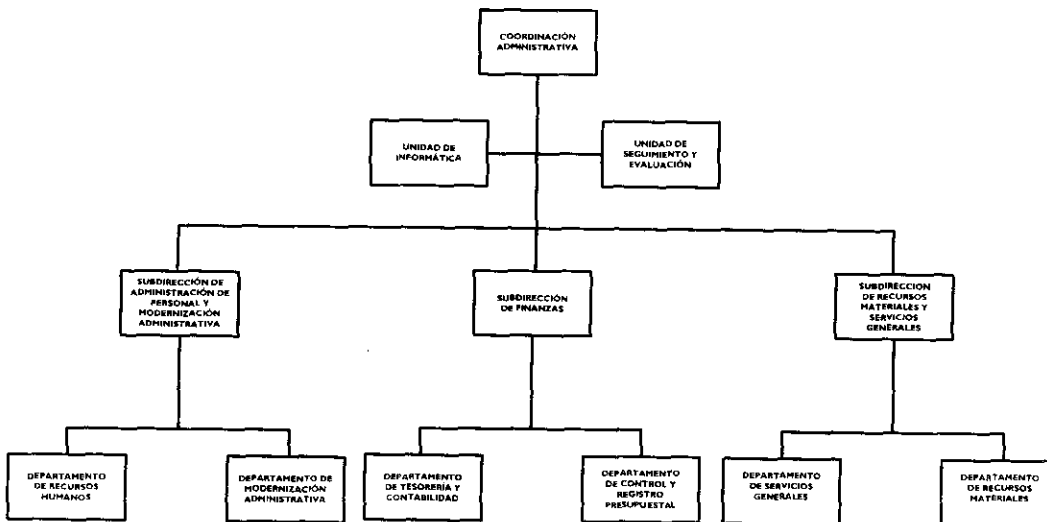 COORDINACIÓN
ADMINISTRATIVA
UNIDAD DE
INFORMÁTICA
UNIDAD DE
SEGUIMIENTO Y
EVALUACIÓN
SUBDIRECCIÓN DE
ADMINISTRACIÓN DE
PERSONAL Y
MODERNIZACIÓN
ADMINISTRATIVA
SUBDIRECCIÓN
DE FINANZAS
SUBDIRECCION
DE RECURSOS
MATERIALES Y
SERVICIOS
GENERALES
DEPARTAMENTO
DE RECURSOS
HUMANOS
DEPARTAMENTO DE
MODERNIZACIÓN
ADMINISTRATIVA
DEPARTAMENTO DE
TESORERÍA Y
CONTABILIDAD
DEPARTAMENTO
DE CONTROL Y
REGISTRO
PRESUPUESTAL
DEPARTAMENTO
DE SERVICIOS
GENERALES
DEPARTAMENTO
DE RECURSOS
MATERIALES